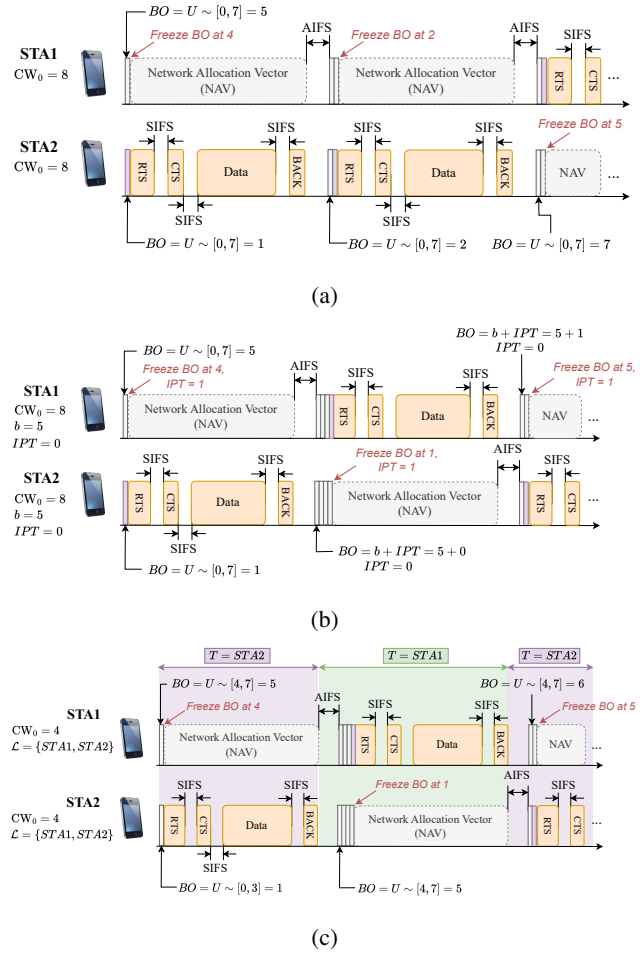 BO = U ∼ [0, 7] = 5
Freeze BO at 4
AIFS
Freeze BO at 2
AIFS
SIFS
STA1
CW₀ = 8
Network Allocation Vector
(NAV)
Network Allocation Vector
(NAV)
RTS
CTS
...
STA2
CW₀ = 8
SIFS
SIFS
SIFS
SIFS
Freeze BO at 5
RTS
CTS
Data
BACK
RTS
CTS
Data
BACK
NAV
...
SIFS
SIFS
BO = U ∼ [0, 7] = 1
BO = U ∼ [0, 7] = 2
BO = U ∼ [0, 7] = 7
(a)
BO = U ∼ [0, 7] = 5
BO = b + IPT = 5 + 1
IPT = 0
Freeze BO at 4,
IPT = 1
AIFS
SIFS
SIFS
Freeze BO at 5,
IPT = 1
STA1
CW₀ = 8
b = 5
IPT = 0
Network Allocation Vector
(NAV)
RTS
CTS
Data
BACK
NAV
...
STA2
CW₀ = 8
b = 5
IPT = 0
SIFS
SIFS
Freeze BO at 1,
IPT = 1
AIFS
SIFS
RTS
CTS
Data
BACK
Network Allocation Vector
(NAV)
RTS
CTS
...
SIFS
BO = U ∼ [0, 7] = 1
BO = b + IPT = 5 + 0
IPT = 0
(b)
T = STA2
T = STA1
T = STA2
BO = U ∼ [4, 7] = 5
BO = U ∼ [4, 7] = 6
Freeze BO at 4
AIFS
SIFS
SIFS
Freeze BO at 5
STA1
CW₀ = 4
ℒ = {STA1, STA2}
Network Allocation Vector
(NAV)
RTS
CTS
Data
BACK
NAV
...
STA2
CW₀ = 4
ℒ = {STA1, STA2}
SIFS
SIFS
Freeze BO at 1
AIFS
SIFS
RTS
CTS
Data
BACK
Network Allocation Vector
(NAV)
RTS
CTS
...
SIFS
BO = U ∼ [0, 3] = 1
BO = U ∼ [4, 7] = 5
(c)